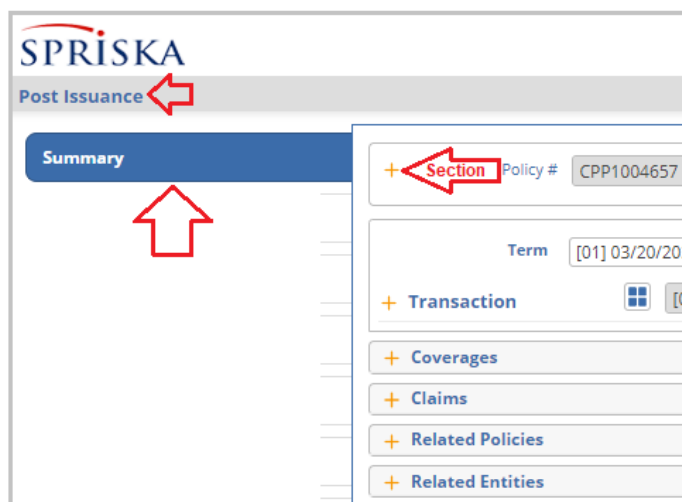 SPRISKA
Post Issuance
Summary
Section Policy # CPP1004657
Term [01] 03/20/20
Transaction
Coverages
Claims
Related Policies
Related Entities